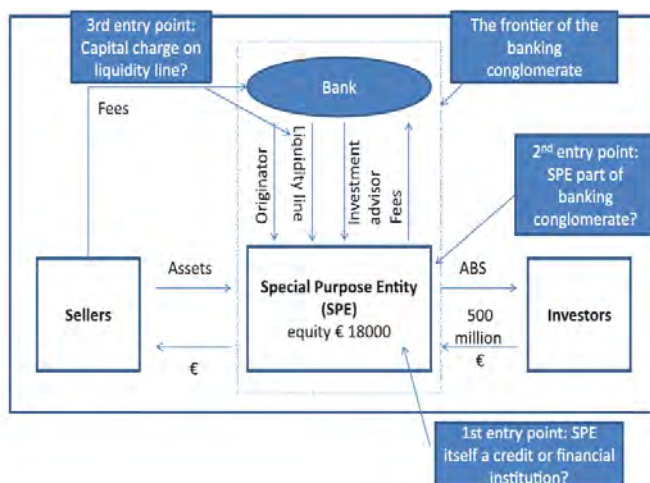 3rd entry point:
Capital charge on
liquidity line?
The frontier of the
banking
conglomerate
Bank
Fees
Originator
Liquidity line
Investment
advisor
Fees
2nd entry point:
SPE part of
banking
conglomerate?
Sellers
Assets
€
Special Purpose Entity
(SPE)
equity € 18000
ABS
500
million
€
Investors
1st entry point: SPE
itself a credit or financial
institution?